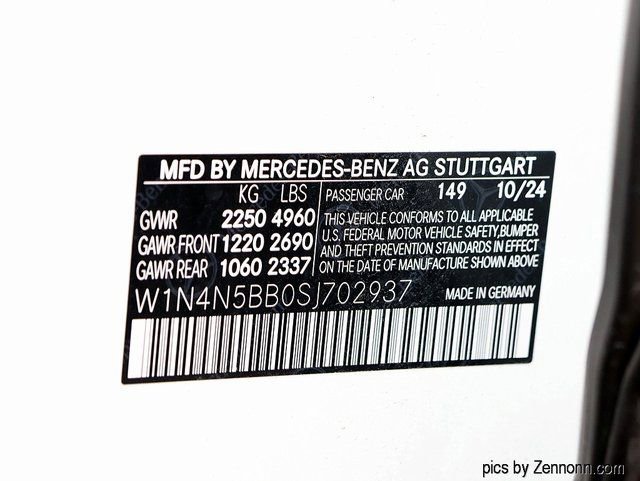 MFD BY MERCEDES-BENZ AG STUTTGART
KG LBS PASSENGER CAR 149 10/24
GVWR 2250 4960 THIS VEHICLE CONFORMS TO ALL APPLICABLE
GAWR FRONT 1220 2690 U.S. FEDERAL MOTOR VEHICLE SAFETY, BUMPER
GAWR REAR 1060 2337 AND THEFT PREVENTION STANDARDS IN EFFECT
ON THE DATE OF MANUFACTURE SHOWN ABOVE
W1N4N5BB0SJ702937 MADE IN GERMANY
pics by Zennonn.com